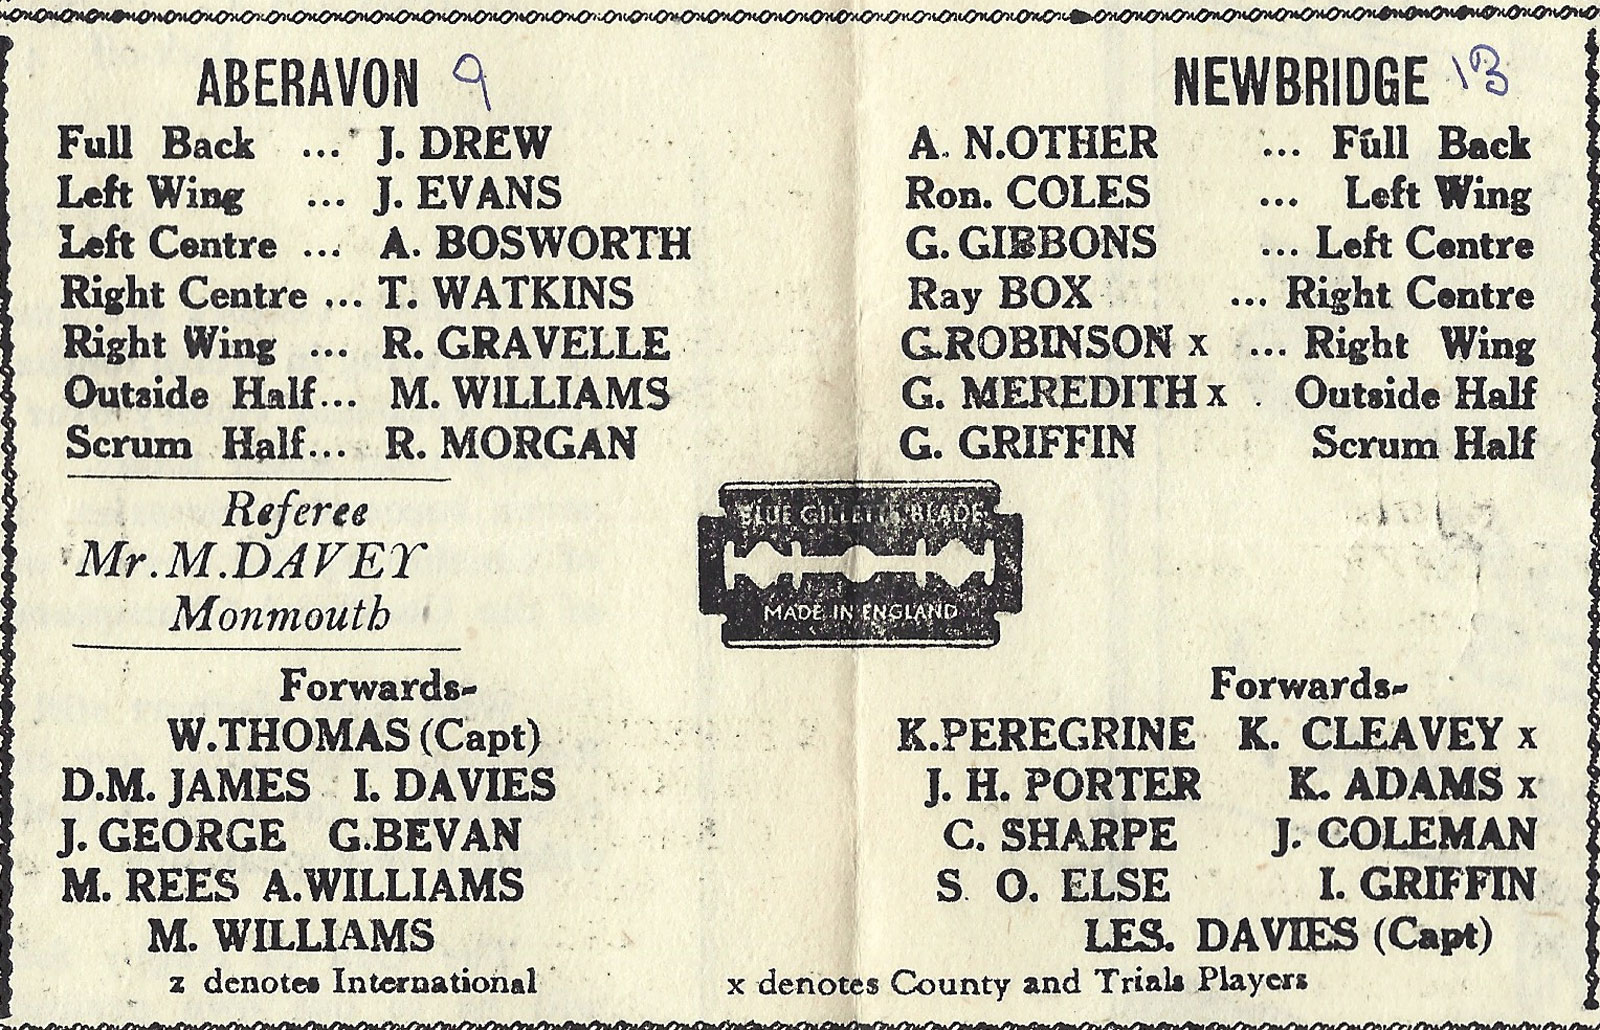 ABERAVON 9
Full Back ... J. DREW
Left Wing ... J. EVANS
Left Centre ... A. BOSWORTH
Right Centre ... T. WATKINS
Right Wing ... R. GRAVELLE
Outside Half... M. WILLIAMS
Scrum Half... R. MORGAN
Referee
Mr. M. DAVEY
Monmouth
Forwards-
W. THOMAS (Capt)
D.M. JAMES I. DAVIES
J. GEORGE G. BEVAN
M. REES A. WILLIAMS
M. WILLIAMS
z denotes International
NEWBRIDGE 13
A. N. OTHER ... Full Back
Ron. COLES ... Left Wing
G. GIBBONS ... Left Centre
Ray BOX ... Right Centre
G. ROBINSON x ... Right Wing
G. MEREDITH x . Outside Half
G. GRIFFIN Scrum Half
BLUE GILLETTE BLADE
MADE IN ENGLAND
Forwards-
K. PEREGRINE K. CLEAVEY x
J. H. PORTER K. ADAMS x
C. SHARPE J. COLEMAN
S. O. ELSE I. GRIFFIN
LES. DAVIES (Capt)
x denotes County and Trials Players